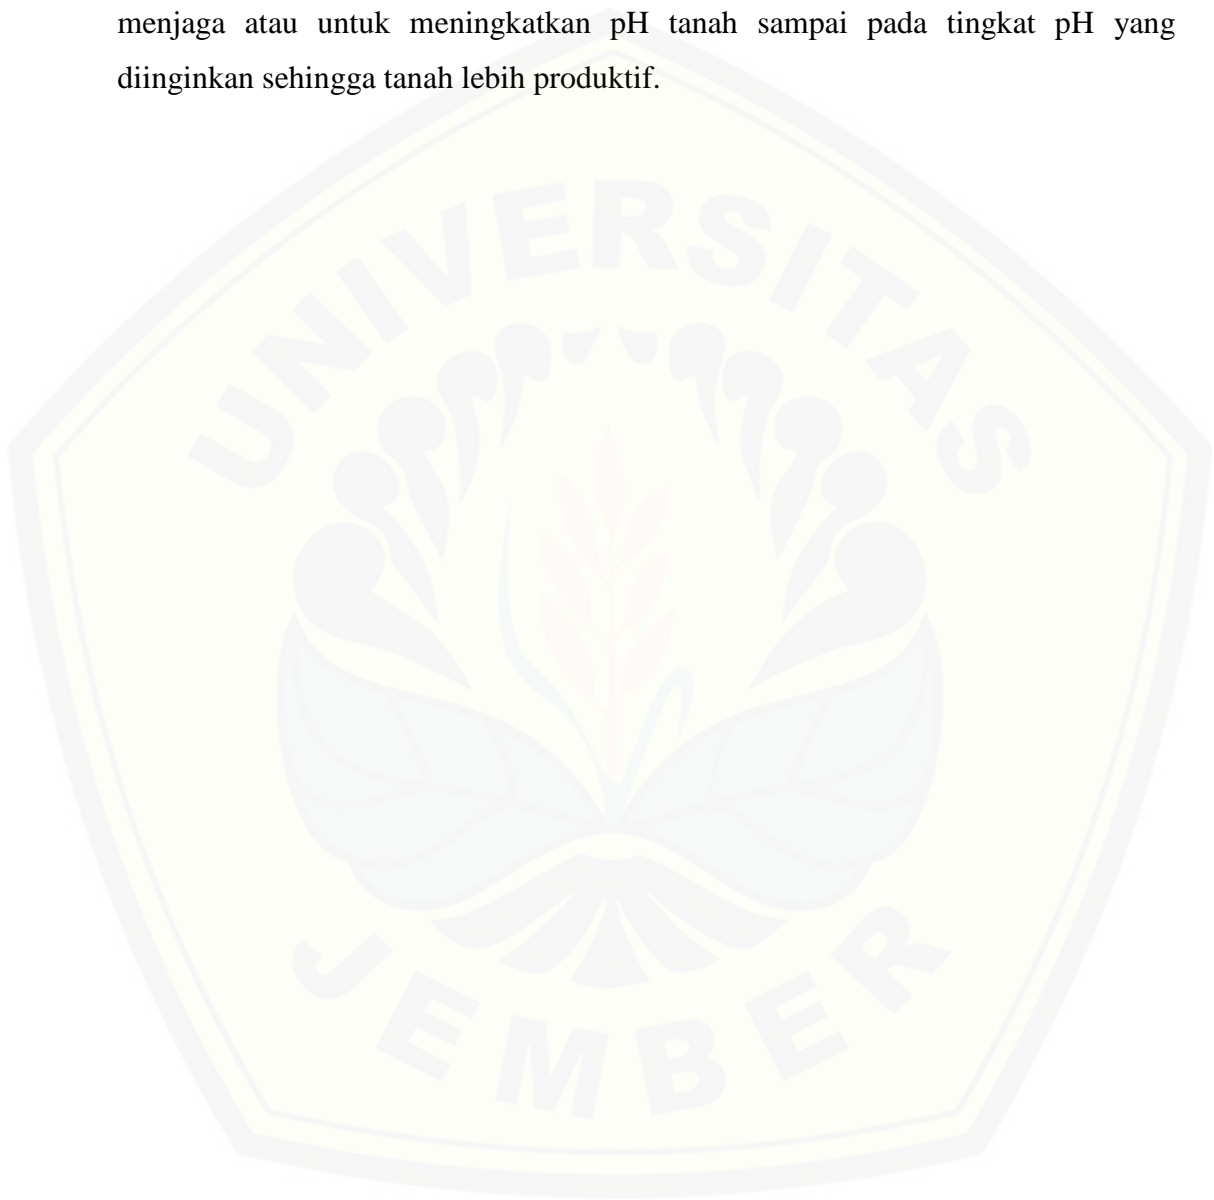 menjaga atau untuk meningkatkan pH tanah sampai pada tingkat pH yang
diinginkan sehingga tanah lebih produktif.
UNIVERSITAS
JEMBER